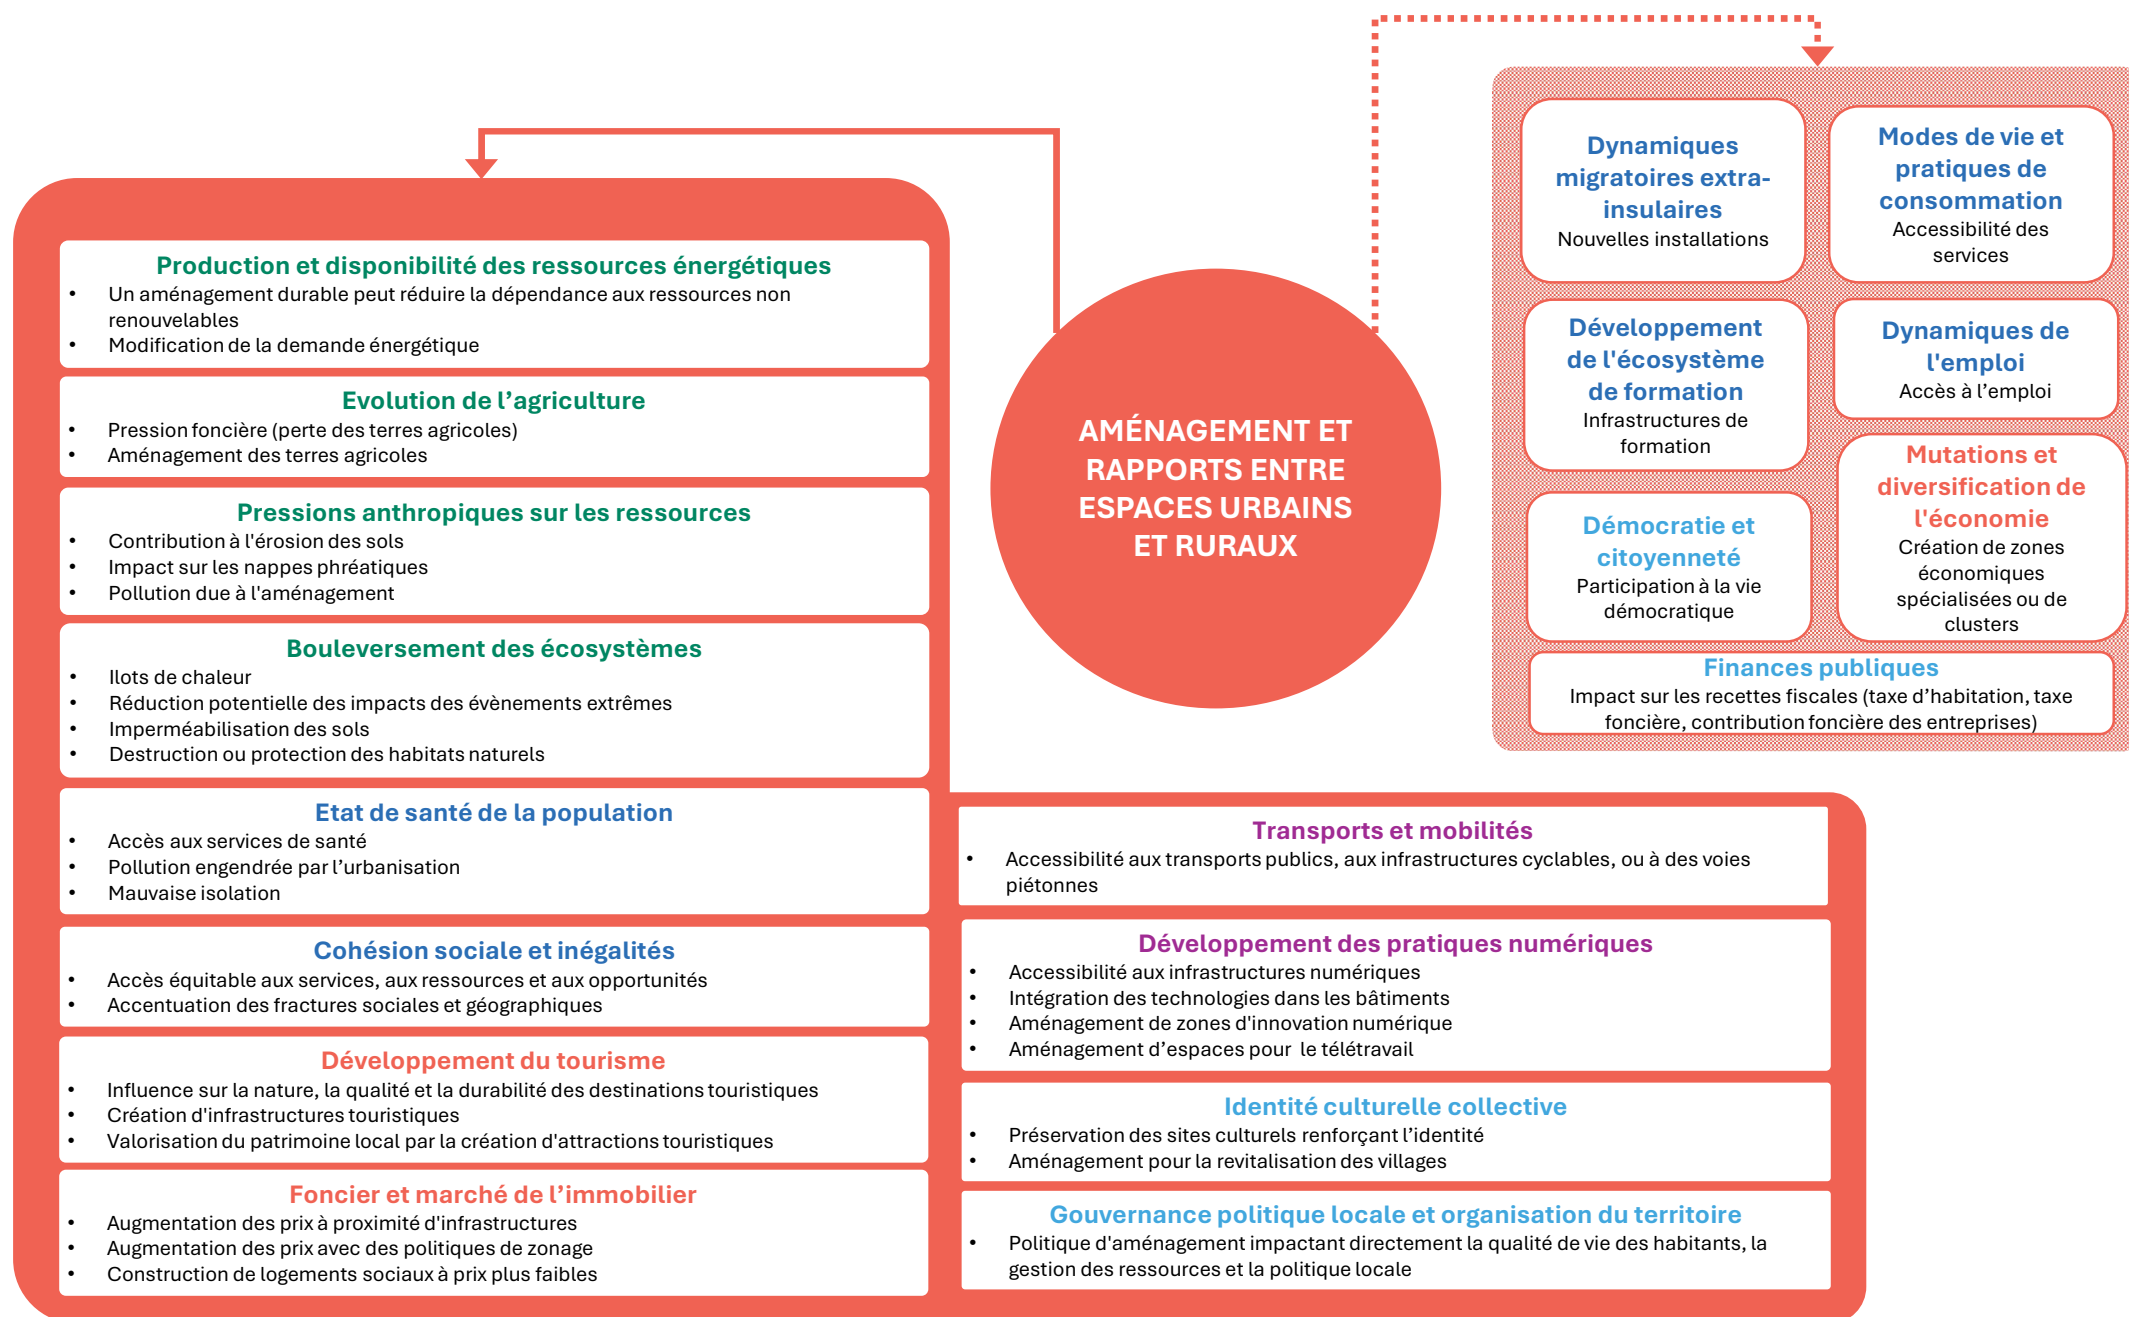 Production et disponibilité des ressources énergétiques
• Un aménagement durable peut réduire la dépendance aux ressources non
renouvelables
• Modification de la demande énergétique
Evolution de l’agriculture
• Pression foncière (perte des terres agricoles)
• Aménagement des terres agricoles
Pressions anthropiques sur les ressources
• Contribution à l'érosion des sols
• Impact sur les nappes phréatiques
• Pollution due à l'aménagement
Bouleversement des écosystèmes
• Ilots de chaleur
• Réduction potentielle des impacts des évènements extrêmes
• Imperméabilisation des sols
• Destruction ou protection des habitats naturels
Etat de santé de la population
• Accès aux services de santé
• Pollution engendrée par l’urbanisation
• Mauvaise isolation
Cohésion sociale et inégalités
• Accès équitable aux services, aux ressources et aux opportunités
• Accentuation des fractures sociales et géographiques
Développement du tourisme
• Influence sur la nature, la qualité et la durabilité des destinations touristiques
• Création d'infrastructures touristiques
• Valorisation du patrimoine local par la création d'attractions touristiques
Foncier et marché de l’immobilier
• Augmentation des prix à proximité d'infrastructures
• Augmentation des prix avec des politiques de zonage
• Construction de logements sociaux à prix plus faibles
AMÉNAGEMENT ET
RAPPORTS ENTRE
ESPACES URBAINS
ET RURAUX
Transports et mobilités
• Accessibilité aux transports publics, aux infrastructures cyclables, ou à des voies
piétonnes
Développement des pratiques numériques
• Accessibilité aux infrastructures numériques
• Intégration des technologies dans les bâtiments
• Aménagement de zones d'innovation numérique
• Aménagement d’espaces pour le télétravail
Identité culturelle collective
• Préservation des sites culturels renforçant l’identité
• Aménagement pour la revitalisation des villages
Gouvernance politique locale et organisation du territoire
• Politique d'aménagement impactant directement la qualité de vie des habitants, la
gestion des ressources et la politique locale
Dynamiques
migratoires extra-
insulaires
Nouvelles installations
Modes de vie et
pratiques de
consommation
Accessibilité des
services
Développement
de l'écosystème
de formation
Infrastructures de
formation
Dynamiques de
l'emploi
Accès à l’emploi
Démocratie et
citoyenneté
Participation à la vie
démocratique
Mutations et
diversification de
l'économie
Création de zones
économiques
spécialisées ou de
clusters
Finances publiques
Impact sur les recettes fiscales (taxe d’habitation, taxe
foncière, contribution foncière des entreprises)